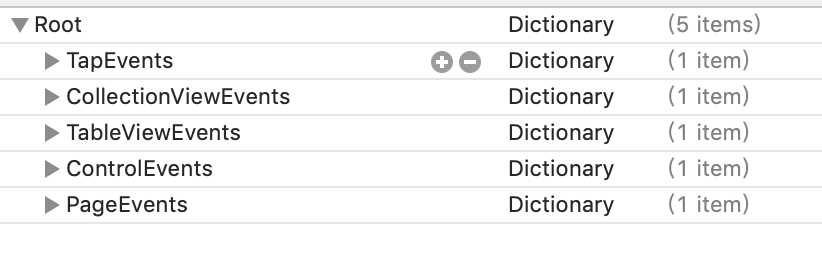 Root Dictionary (5 items)
TapEvents Dictionary (1 item)
CollectionViewEvents Dictionary (1 item)
TableViewEvents Dictionary (1 item)
ControlEvents Dictionary (1 item)
PageEvents Dictionary (1 item)